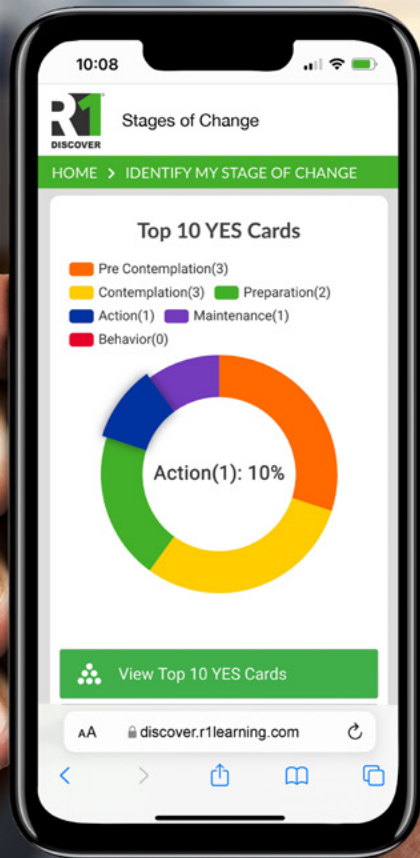 10:08
R1
DISCOVER
Stages of Change
HOME > IDENTIFY MY STAGE OF CHANGE
Top 10 YES Cards
Pre Contemplation(3)
Contemplation(3) Preparation(2)
Action(1) Maintenance(1)
Behavior(0)
Action(1): 10%
View Top 10 YES Cards
AA discover.r1learning.com